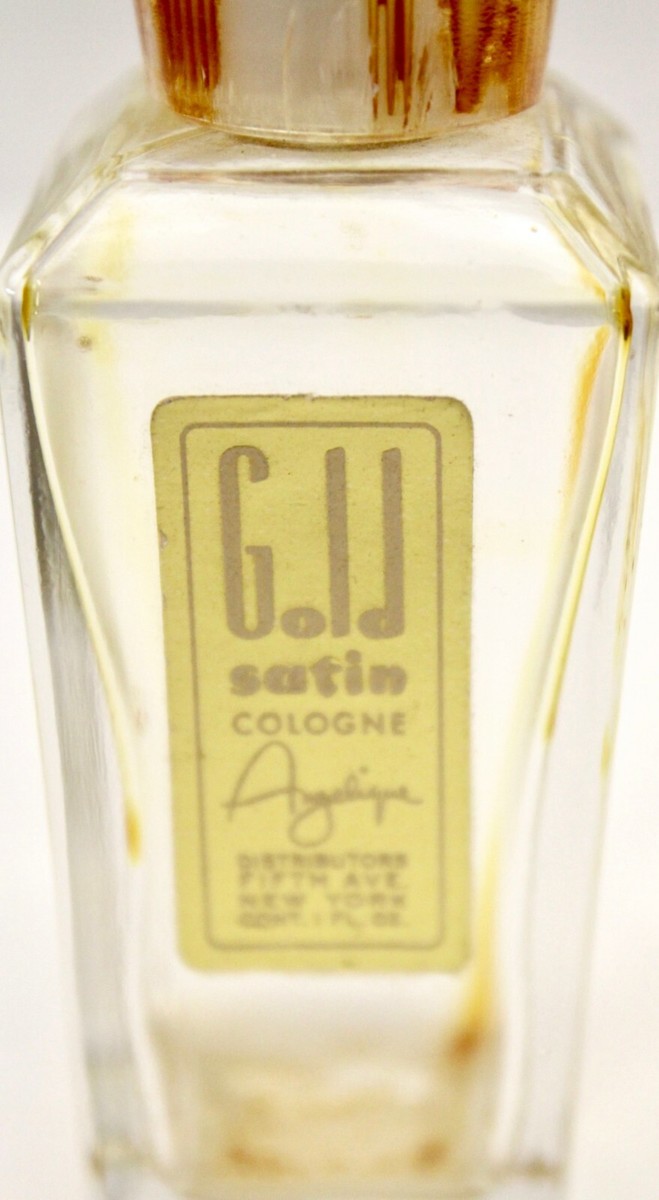 Gold
satin
COLOGNE
Angelique
DISTRIBUTORS
FIFTH AVE.
NEW YORK
CONT. 1 FL. OZ.